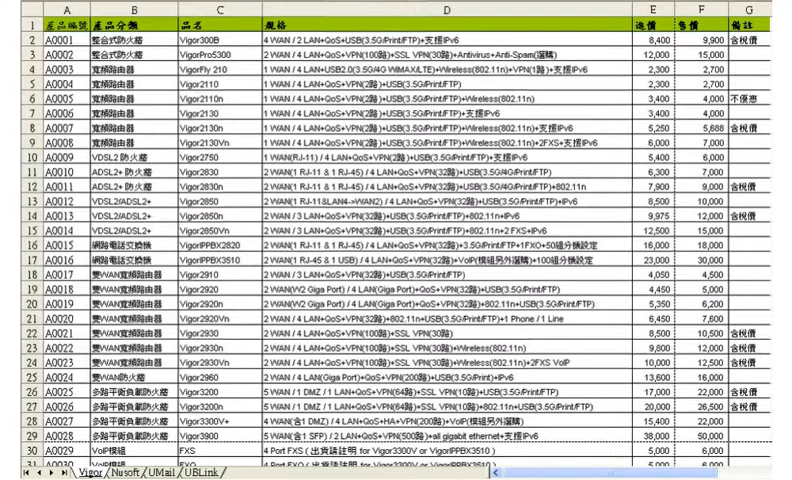 A B C D E F G
1 產品編號 產品分類 品名 規格 進價 售價 備註
2 A0001 整合式防火牆 Vigor300B 4 WAN / 2 LAN+QoS+USB(3.5G/Print/FTP)+支援IPv6 8,400 9,900 含稅價
3 A0002 整合式防火牆 VigorPro5300 2 WAN / 4 LAN+QoS+VPN(100路)+SSL VPN(30路)+Antivirus+Anti-Spam(選購) 12,000 15,000
4 A0003 寬頻路由器 VigorFly 210 1 WAN / 4 LAN+USB2.0(3.5G/4G WiMAX/LTE)+Wireless(802.11n)+VPN(1路)+支援IPv6 2,300 2,700
5 A0004 寬頻路由器 Vigor2110 1 WAN / 4 LAN+QoS+VPN(2路)+USB(3.5G/Print/FTP) 2,300 2,700
6 A0005 寬頻路由器 Vigor2110n 1 WAN / 4 LAN+QoS+VPN(2路)+USB(3.5G/Print/FTP)+Wireless(802.11n) 3,400 4,000 不優惠
7 A0006 寬頻路由器 Vigor2130 1 WAN / 4 LAN+QoS+VPN(2路)+USB(3.5G/Print/FTP)+支援IPv6 3,400 4,000
8 A0007 寬頻路由器 Vigor2130n 1 WAN / 4 LAN+QoS+VPN(2路)+USB(3.5G/Print/FTP)+Wireless(802.11n)+支援IPv6 5,250 5,688 含稅價
9 A0008 寬頻路由器 Vigor2130Vn 1 WAN / 4 LAN+QoS+VPN(2路)+USB(3.5G/Print/FTP)+Wireless(802.11n)+2FXS+支援IPv6 6,000 7,000
10 A0009 VDSL2 防火牆 Vigor2750 1 WAN(RJ-11) / 4 LAN+QoS+VPN(2路)+USB(3.5G/Print/FTP)+支援IPv6 5,400 6,000
11 A0010 ADSL2+ 防火牆 Vigor2830 2 WAN(1 RJ-11 & 1 RJ-45) / 4 LAN+QoS+VPN(32路)+USB(3.5G/4G/Print/FTP) 6,300 7,000
12 A0011 ADSL2+ 防火牆 Vigor2830n 2 WAN(1 RJ-11 & 1 RJ-45) / 4 LAN+QoS+VPN(32路)+USB(3.5G/4G/Print/FTP)+802.11n 7,900 9,000 含稅價
13 A0012 VDSL2/ADSL2+ Vigor2850 2 WAN(1 RJ-11&LAN4->WAN2) / 4 LAN+QoS+VPN(32路)+USB(3.5G/Print/FTP)+IPv6 8,500 10,000
14 A0013 VDSL2/ADSL2+ Vigor2850n 2 WAN / 3 LAN+QoS+VPN(32路)+USB(3.5G/Print/FTP)+802.11n+IPv6 9,975 12,000 含稅價
15 A0014 VDSL2/ADSL2+ Vigor2850Vn 2 WAN / 3 LAN+QoS+VPN(32路)+USB(3.5G/Print/FTP)+802.11n+2 FXS+IPv6 12,500 15,000
16 A0015 網路電話交換機 VigorIPPBX2820 2 WAN(1 RJ-11 & 1 RJ-45) / 4 LAN+QoS+VPN(32路)+3.5G/Print/FTP+1FXO+50組分機設定 16,000 18,000
17 A0016 網路電話交換機 VigorIPPBX3510 2 WAN(1 RJ-45 & 1 USB) / 4 LAN+QoS+VPN(32路)+VoIP(模組另外選購)+100組分機設定 23,000 30,000
18 A0017 雙WAN寬頻路由器 Vigor2910 2 WAN / 3 LAN+QoS+VPN(32路)+USB(3.5G/Print/FTP) 4,050 4,500
19 A0018 雙WAN寬頻路由器 Vigor2920 2 WAN(W2 Giga Port) / 4 LAN(Giga Port)+QoS+VPN(32路)+USB(3.5G/Print/FTP) 4,450 5,000
20 A0019 雙WAN寬頻路由器 Vigor2920n 2 WAN(W2 Giga Port) / 4 LAN+QoS+VPN(32路)+802.11n+USB(3.5G/Print/FTP) 5,350 6,200
21 A0020 雙WAN寬頻路由器 Vigor2920Vn 2 WAN / 4 LAN+QoS+VPN(32路)+802.11n+USB(3.5G/Print/FTP)+1 Phone / 1 Line 6,450 7,600
22 A0021 雙WAN寬頻路由器 Vigor2930 2 WAN / 4 LAN+QoS+VPN(100路)+SSL VPN(30路) 8,500 10,500 含稅價
23 A0022 雙WAN寬頻路由器 Vigor2930n 2 WAN / 4 LAN+QoS+VPN(100路)+SSL VPN(30路)+Wireless(802.11n) 9,800 12,000 含稅價
24 A0023 雙WAN寬頻路由器 Vigor2930Vn 2 WAN / 4 LAN+QoS+VPN(100路)+SSL VPN(30路)+Wireless(802.11n)+2FXS VoIP 10,000 12,500 含稅價
25 A0024 雙WAN防火牆 Vigor2960 2 WAN / 4 LAN(Giga Port)+QoS+VPN(200路)+USB(3.5G/Print)+IPv6 13,600 16,000
26 A0025 多路平衡負載防火牆 Vigor3200 5 WAN / 1 DMZ / 1 LAN+QoS+VPN(64路)+SSL VPN(10路)+USB(3.5G/Print/FTP) 17,000 22,000 含稅價
27 A0026 多路平衡負載防火牆 Vigor3200n 5 WAN / 1 DMZ / 1 LAN+QoS+VPN(64路)+SSL VPN(10路)+802.11n+USB(3.5G/Print/FTP) 20,000 26,500 含稅價
28 A0027 多路平衡負載防火牆 Vigor3300V+ 4 WAN(含1 DMZ) / 4 LAN+QoS+HA+VPN(200路)+VoIP(模組另外選購) 15,400 22,000
29 A0028 多路平衡負載防火牆 Vigor3900 5 WAN(含1 SFP) / 2 LAN+QoS+VPN(500路)+all gigabit ethernet+支援IPv6 38,000 50,000
30 A0029 VoIP模組 FXS 4 Port FXS ( 出貨請註明 for Vigor3300V or VigorIPPBX3510 ) 5,000 6,000
31 A0030 VoIP模組 FXO 4 Port FXO ( 出貨請註明 for Vigor3300V or VigorIPPBX3510 ) 5,000 6,000
Vigor Nusoft UMail UBLink